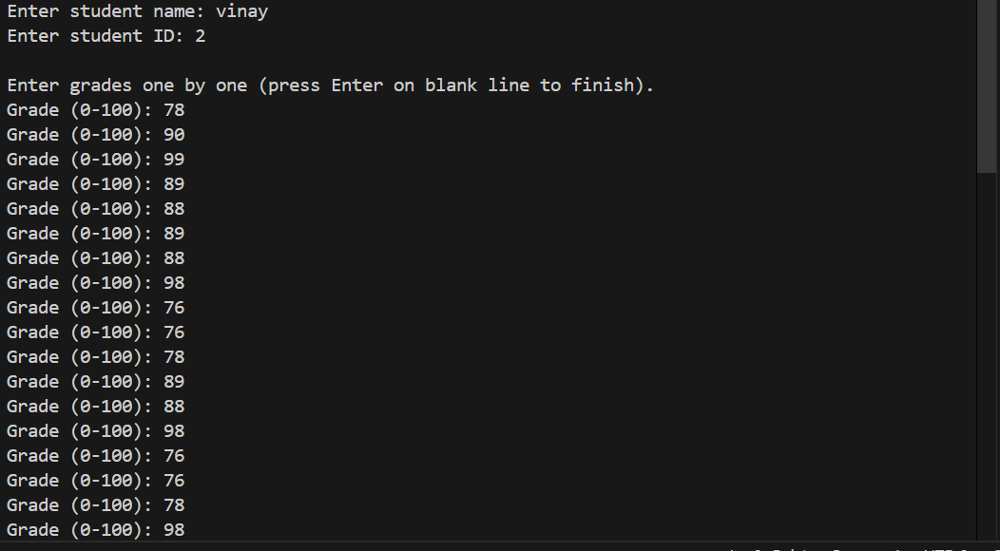 Enter student name: vinay
Enter student ID: 2
Enter grades one by one (press Enter on blank line to finish).
Grade (0-100): 78
Grade (0-100): 90
Grade (0-100): 99
Grade (0-100): 89
Grade (0-100): 88
Grade (0-100): 89
Grade (0-100): 88
Grade (0-100): 98
Grade (0-100): 76
Grade (0-100): 76
Grade (0-100): 78
Grade (0-100): 89
Grade (0-100): 88
Grade (0-100): 98
Grade (0-100): 76
Grade (0-100): 76
Grade (0-100): 78
Grade (0-100): 98